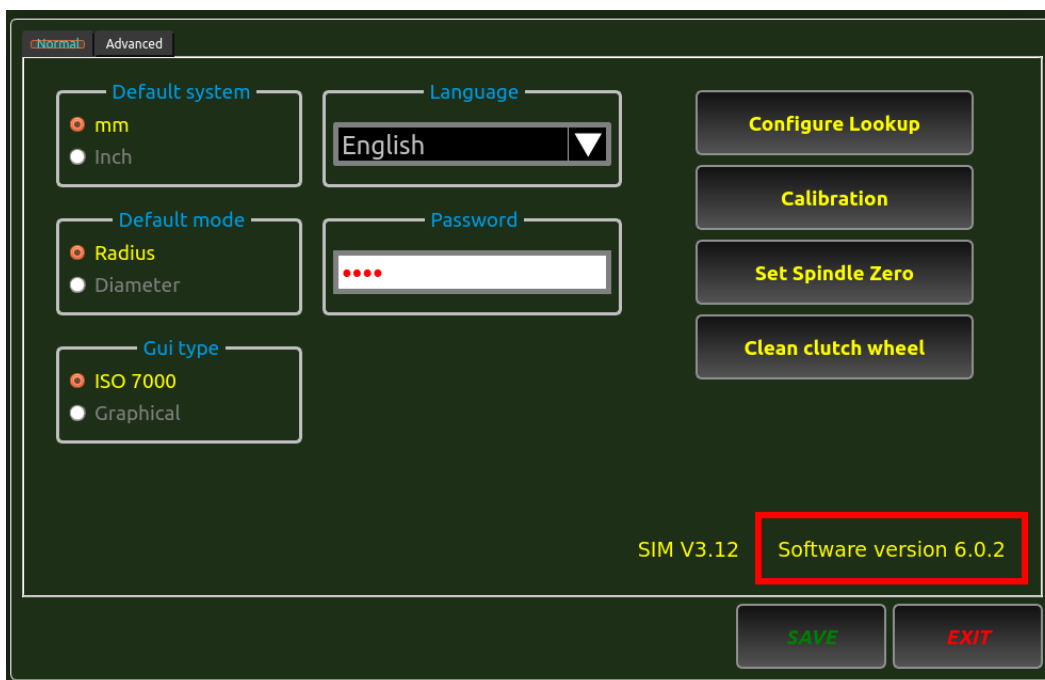 Normal Advanced
Default system
mm
Inch
Language
English
Configure Lookup
Calibration
Default mode
Radius
Diameter
Password
••••
Set Spindle Zero
Clean clutch wheel
Gui type
ISO 7000
Graphical
SIM V3.12 Software version 6.0.2
SAVE EXIT